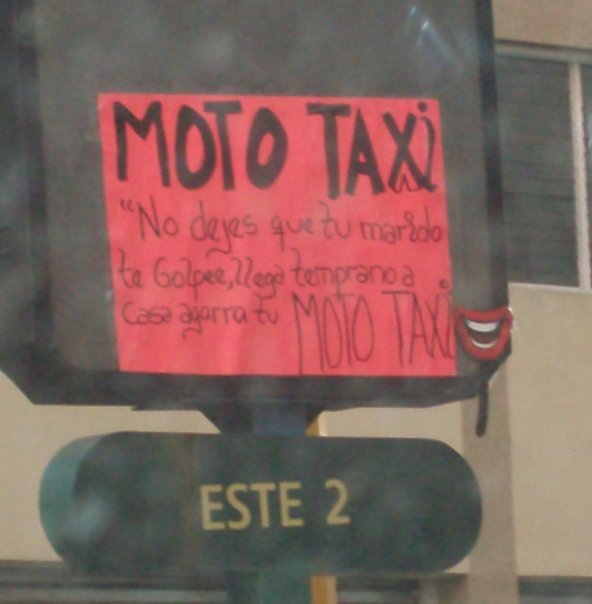 MOTO TAXi
"No dejes que tu marido
te Golpee, llega temprano a
Casa agarra tu MOTO TAXi
ESTE 2